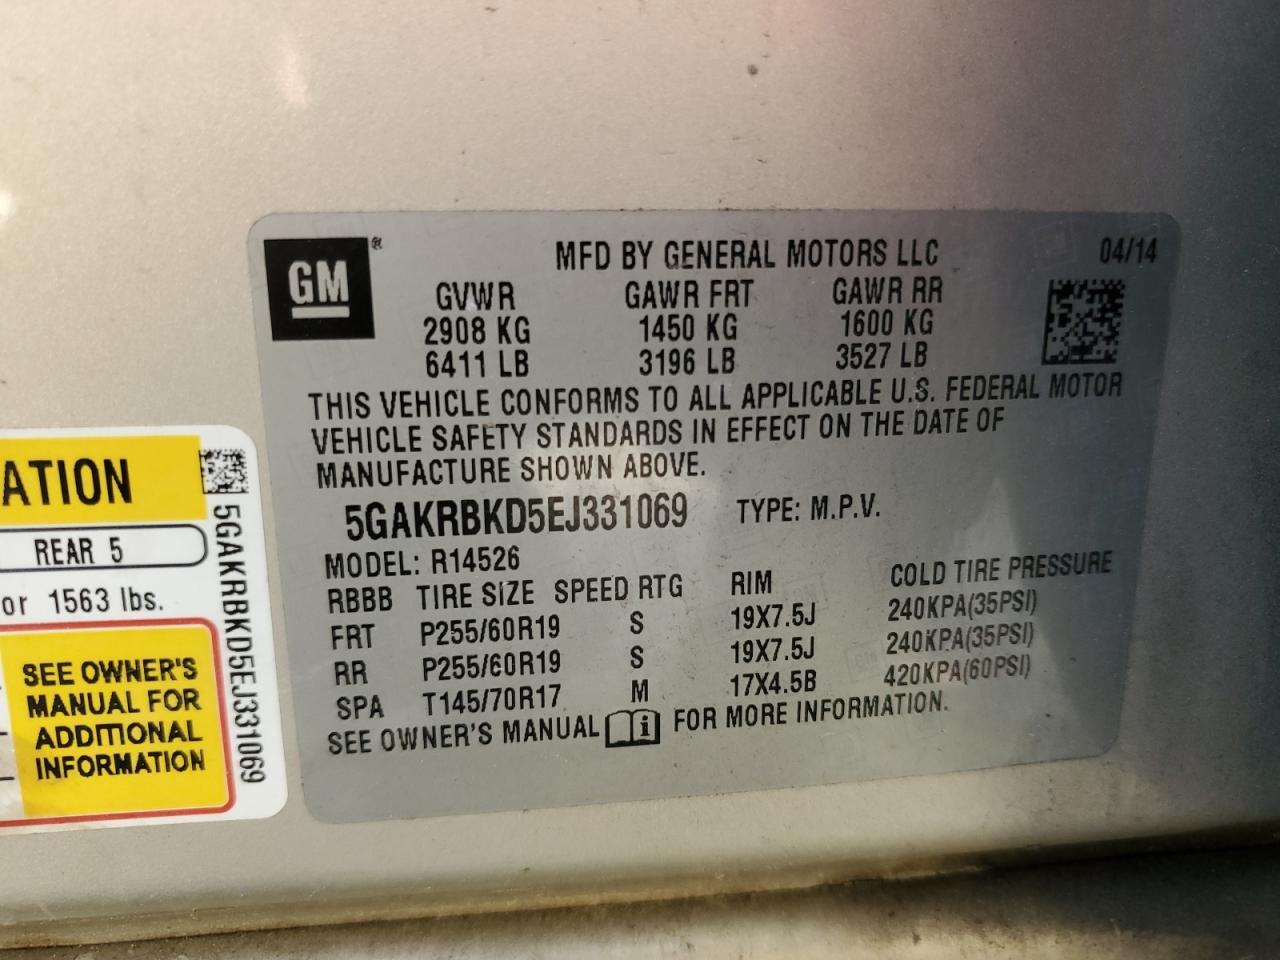 GM ®
MFD BY GENERAL MOTORS LLC 04/14
GVWR GAWR FRT GAWR RR
2908 KG 1450 KG 1600 KG
6411 LB 3196 LB 3527 LB
THIS VEHICLE CONFORMS TO ALL APPLICABLE U.S. FEDERAL MOTOR
VEHICLE SAFETY STANDARDS IN EFFECT ON THE DATE OF
MANUFACTURE SHOWN ABOVE.
5GAKRBKD5EJ331069 TYPE: M.P.V.
MODEL: R14526
RBBB TIRE SIZE SPEED RTG RIM COLD TIRE PRESSURE
FRT P255/60R19 S 19X7.5J 240KPA(35PSI)
RR P255/60R19 S 19X7.5J 240KPA(35PSI)
SPA T145/70R17 M 17X4.5B 420KPA(60PSI)
SEE OWNER'S MANUAL i FOR MORE INFORMATION.
ATION
REAR 5
or 1563 lbs.
SEE OWNER'S
MANUAL FOR
ADDITIONAL
INFORMATION
5GAKRBKD5EJ331069